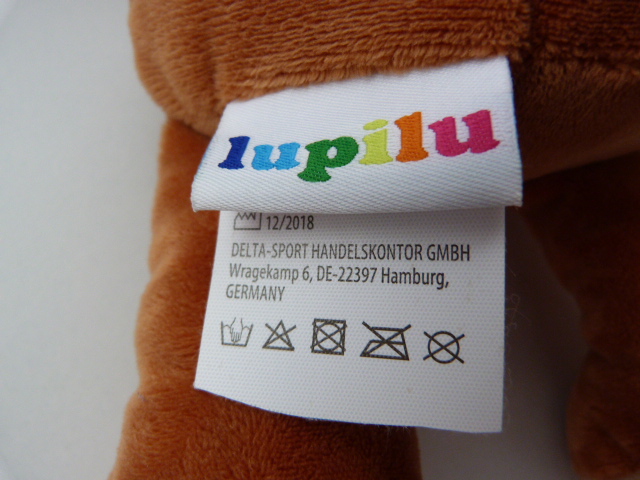 lupilu
12/2018
DELTA-SPORT HANDELSKONTOR GMBH
Wragekamp 6, DE-22397 Hamburg,
GERMANY